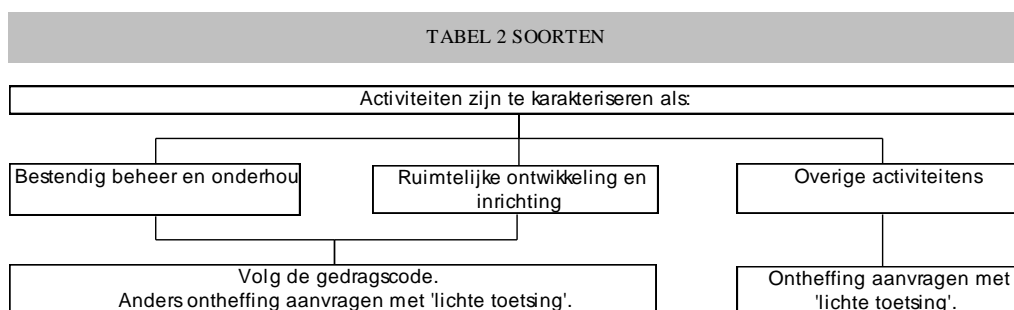 TABEL 2 SOORTEN
Activiteiten zijn te karakteriseren als:
Bestendig beheer en onderhou
Ruimtelijke ontwikkeling en
inrichting
Overige activiteitens
Volg de gedragscode.
Anders ontheffing aanvragen met 'lichte toetsing'.
Ontheffing aanvragen met
'lichte toetsing'.